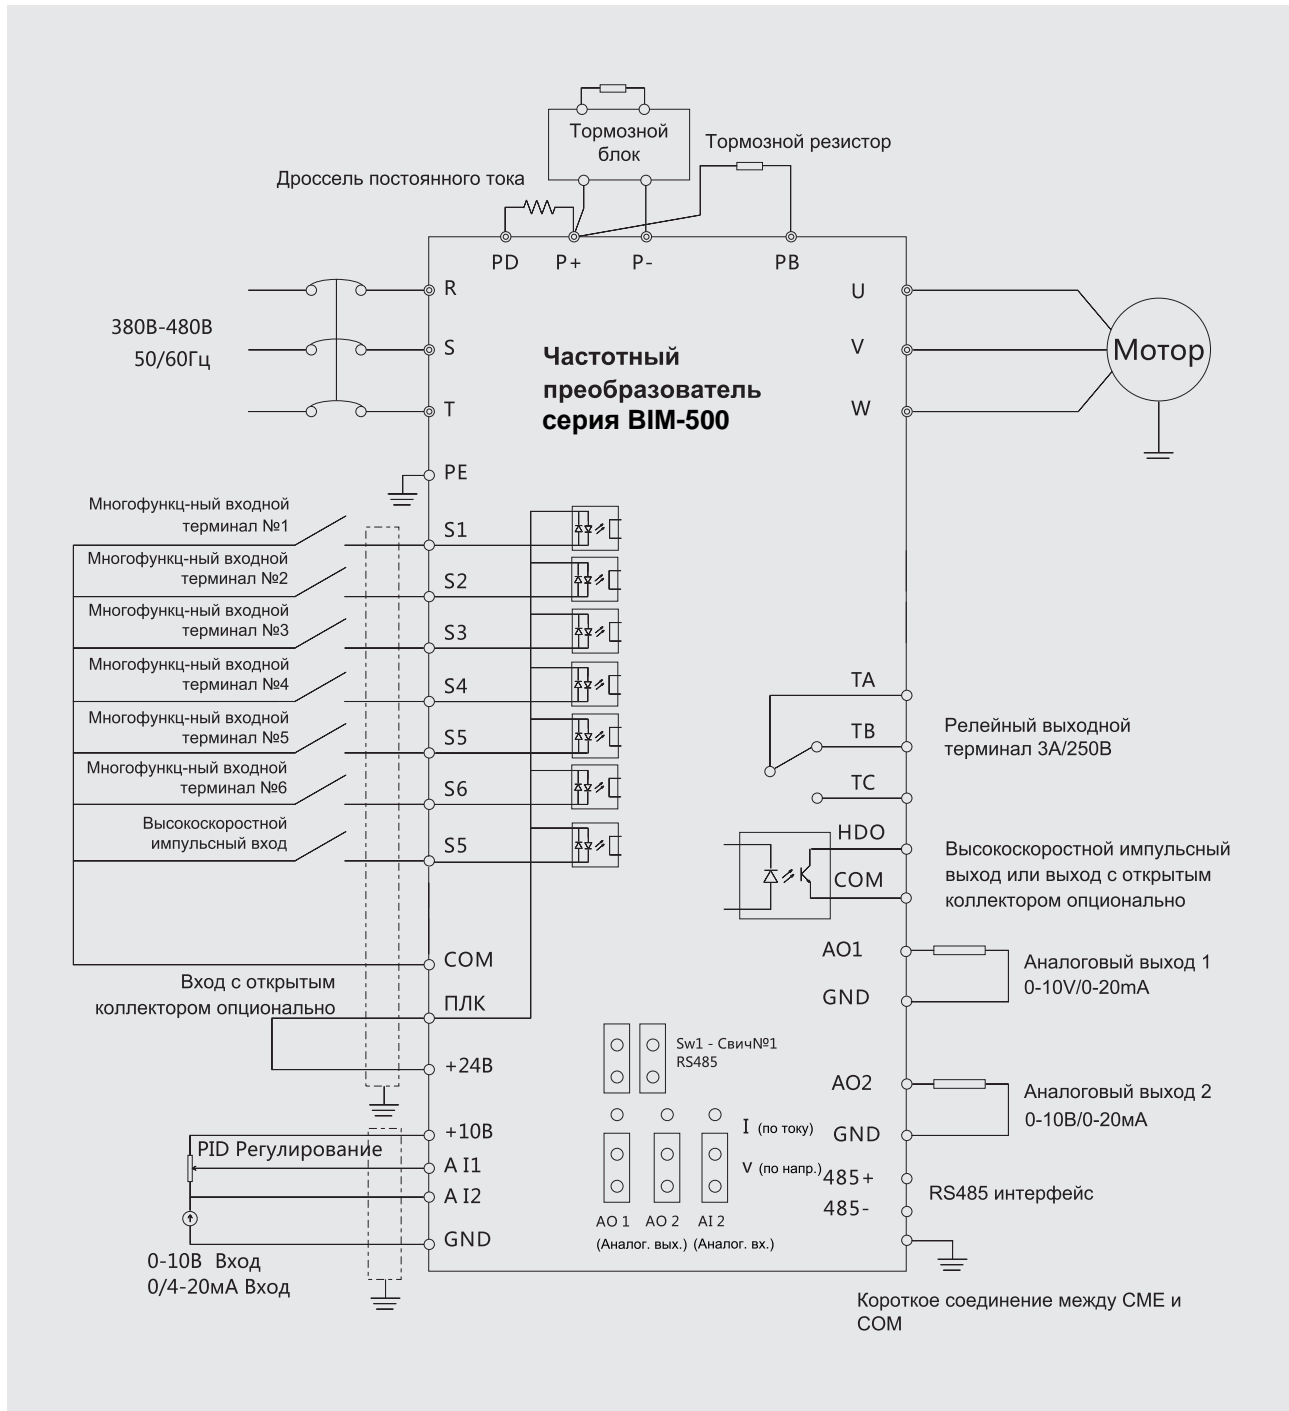 Тормозной
блок
Тормозной резистор
Дроссель постоянного тока
PD
P+
P-
PB
R
S
T
380В-480В
50/60Гц
Частотный
преобразователь
серия BIM-500
U
V
W
Мотор
PE
Многофункц-ный входной
терминал №1
S1
Многофункц-ный входной
терминал №2
S2
Многофункц-ный входной
терминал №3
S3
Многофункц-ный входной
терминал №4
S4
Многофункц-ный входной
терминал №5
S5
Многофункц-ный входной
терминал №6
S6
Высокоскоростной
импульсный вход
S5
TA
TB
TC
Релейный выходной
терминал 3А/250В
HDO
COM
Высокоскоростной импульсный
выход или выход с открытым
коллектором опционально
COM
Вход с открытым
коллектором опционально
ПЛК
+24В
AO1
GND
Аналоговый выход 1
0-10V/0-20mA
Sw1 - Свич№1
RS485
AO2
GND
Аналоговый выход 2
0-10В/0-20мА
I (по току)
V (по напр.)
485+
485-
RS485 интерфейс
+10В
PID Регулирование
A I1
A I2
GND
0-10В Вход
0/4-20мА Вход
AO 1 AO 2 AI 2
(Аналог. вых.) (Аналог. вх.)
Короткое соединение между CME и
COM